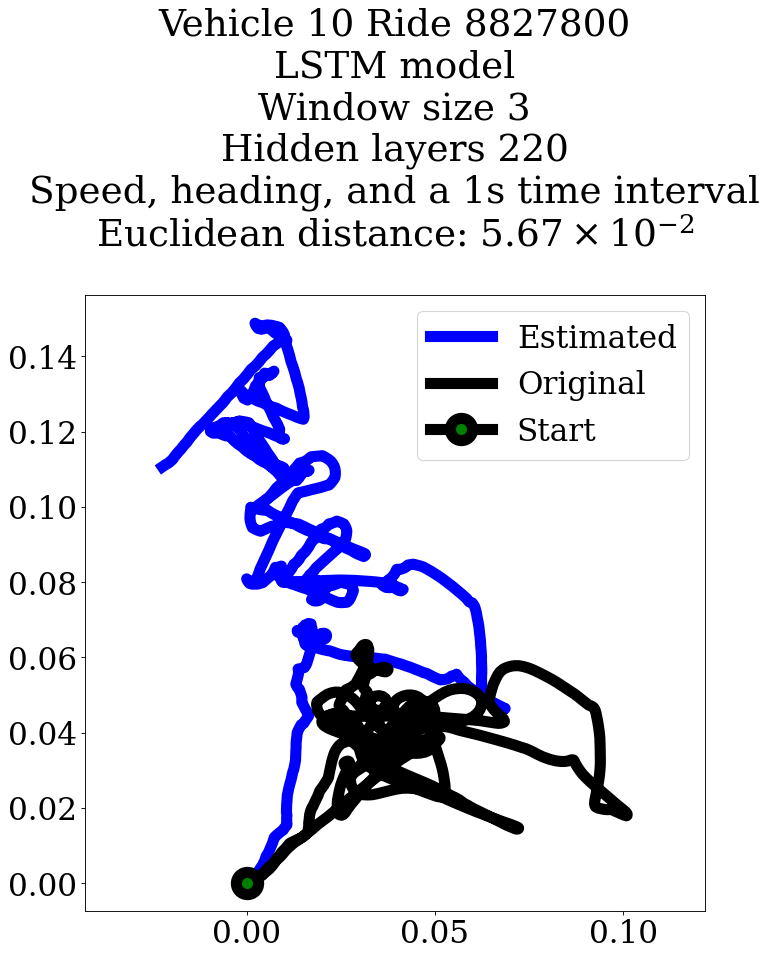 Vehicle 10 Ride 8827800
LSTM model
Window size 3
Hidden layers 220
Speed, heading, and a 1s time interval
Euclidean distance: 5.67 × 10⁻²
Estimated
Original
Start
0.14
0.12
0.10
0.08
0.06
0.04
0.02
0.00
0.00 0.05 0.10